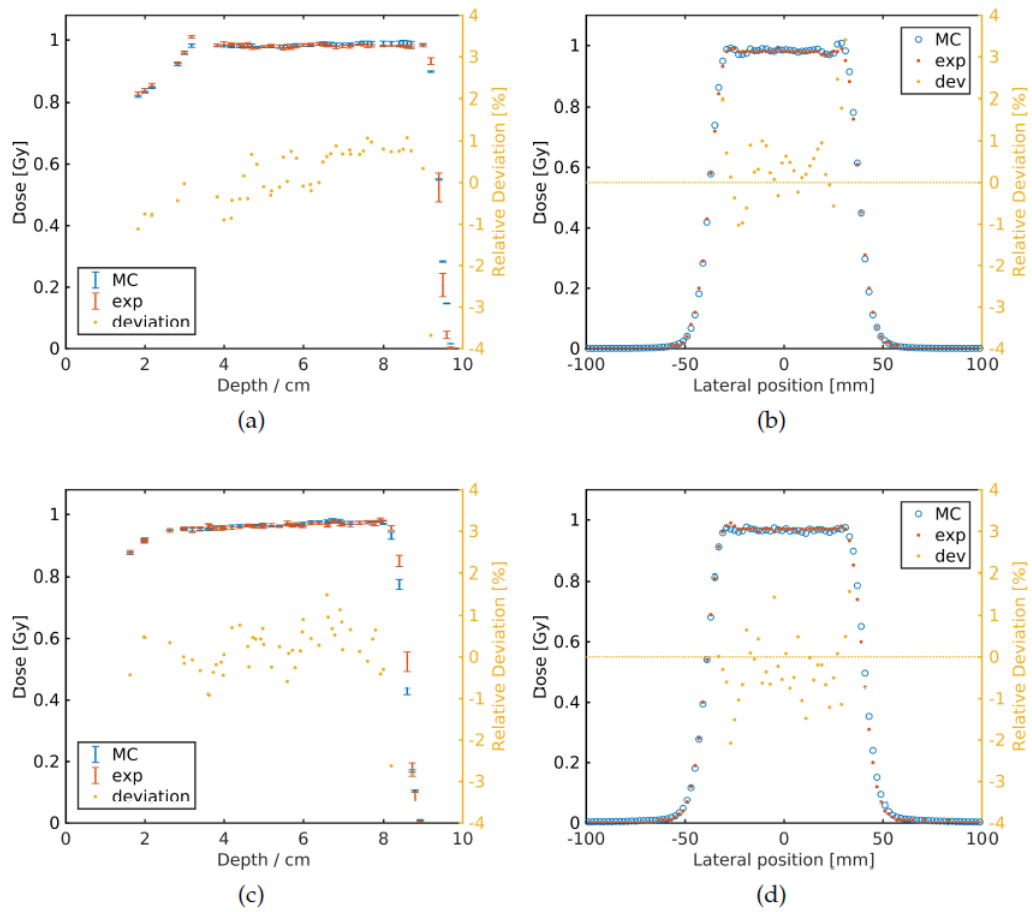 4
3
2
1
0
-1
-2
-3
-4
Relative Deviation [%]
1
0.8
0.6
0.4
0.2
0
Dose [Gy]
MC
exp
deviation
0 2 4 6 8 10
Depth / cm
(a)
4
3
2
1
0
-1
-2
-3
-4
Relative Deviation [%]
1
0.8
0.6
0.4
0.2
0
Dose [Gy]
MC
exp
dev
-100 -50 0 50 100
Lateral position [mm]
(b)
4
3
2
1
0
-1
-2
-3
-4
Relative Deviation [%]
1
0.8
0.6
0.4
0.2
0
Dose [Gy]
MC
exp
deviation
0 2 4 6 8 10
Depth / cm
(c)
4
3
2
1
0
-1
-2
-3
-4
Relative Deviation [%]
1
0.8
0.6
0.4
0.2
0
Dose [Gy]
MC
exp
dev
-100 -50 0 50 100
Lateral position [mm]
(d)